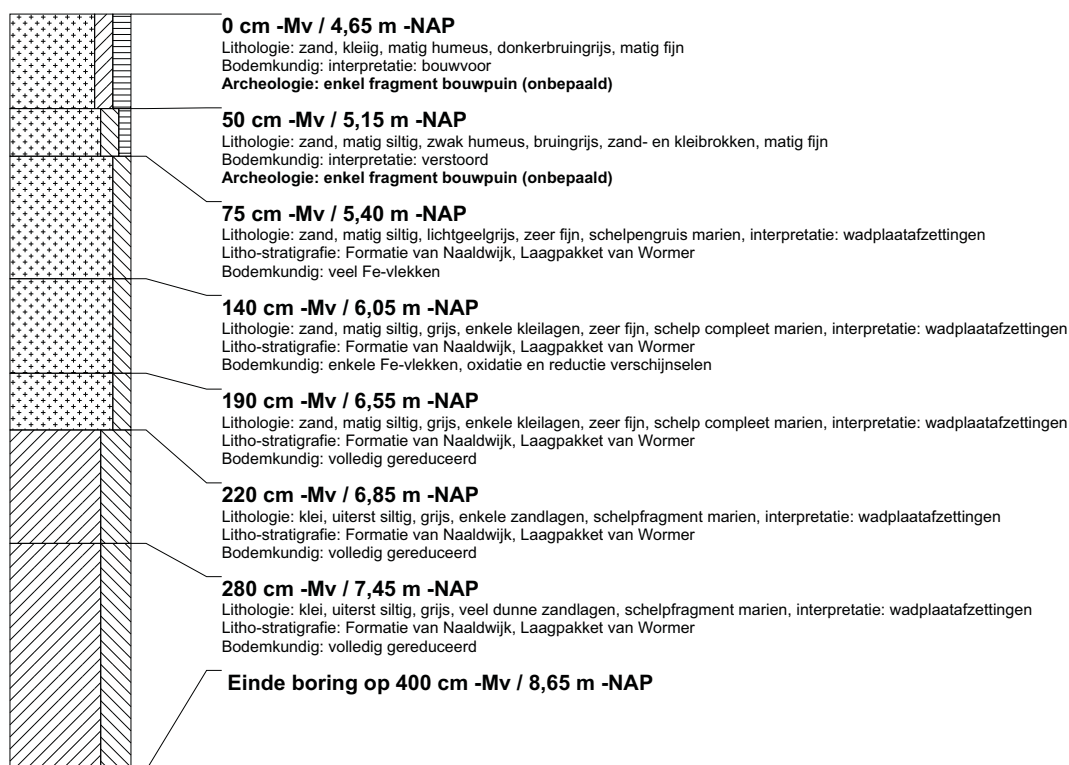 0 cm -Mv / 4,65 m -NAP
Lithologie: zand, kleiig, matig humeus, donkerbruingrijs, matig fijn
Bodemkundig: interpretatie: bouwvoor
Archeologie: enkel fragment bouwpuin (onbepaald)
50 cm -Mv / 5,15 m -NAP
Lithologie: zand, matig siltig, zwak humeus, bruingrijs, zand- en kleibrokken, matig fijn
Bodemkundig: interpretatie: verstoord
Archeologie: enkel fragment bouwpuin (onbepaald)
75 cm -Mv / 5,40 m -NAP
Lithologie: zand, matig siltig, lichtgeelgrijs, zeer fijn, schelpengruis marien, interpretatie: wadplaatafzettingen
Litho-stratigrafie: Formatie van Naaldwijk, Laagpakket van Wormer
Bodemkundig: veel Fe-vlekken
140 cm -Mv / 6,05 m -NAP
Lithologie: zand, matig siltig, grijs, enkele kleilagen, zeer fijn, schelp compleet marien, interpretatie: wadplaatafzettingen
Litho-stratigrafie: Formatie van Naaldwijk, Laagpakket van Wormer
Bodemkundig: enkele Fe-vlekken, oxidatie en reductie verschijnselen
190 cm -Mv / 6,55 m -NAP
Lithologie: zand, matig siltig, grijs, enkele kleilagen, zeer fijn, schelp compleet marien, interpretatie: wadplaatafzettingen
Litho-stratigrafie: Formatie van Naaldwijk, Laagpakket van Wormer
Bodemkundig: volledig gereduceerd
220 cm -Mv / 6,85 m -NAP
Lithologie: klei, uiterst siltig, grijs, enkele zandlagen, schelpfragment marien, interpretatie: wadplaatafzettingen
Litho-stratigrafie: Formatie van Naaldwijk, Laagpakket van Wormer
Bodemkundig: volledig gereduceerd
280 cm -Mv / 7,45 m -NAP
Lithologie: klei, uiterst siltig, grijs, veel dunne zandlagen, schelpfragment marien, interpretatie: wadplaatafzettingen
Litho-stratigrafie: Formatie van Naaldwijk, Laagpakket van Wormer
Bodemkundig: volledig gereduceerd
Einde boring op 400 cm -Mv / 8,65 m -NAP